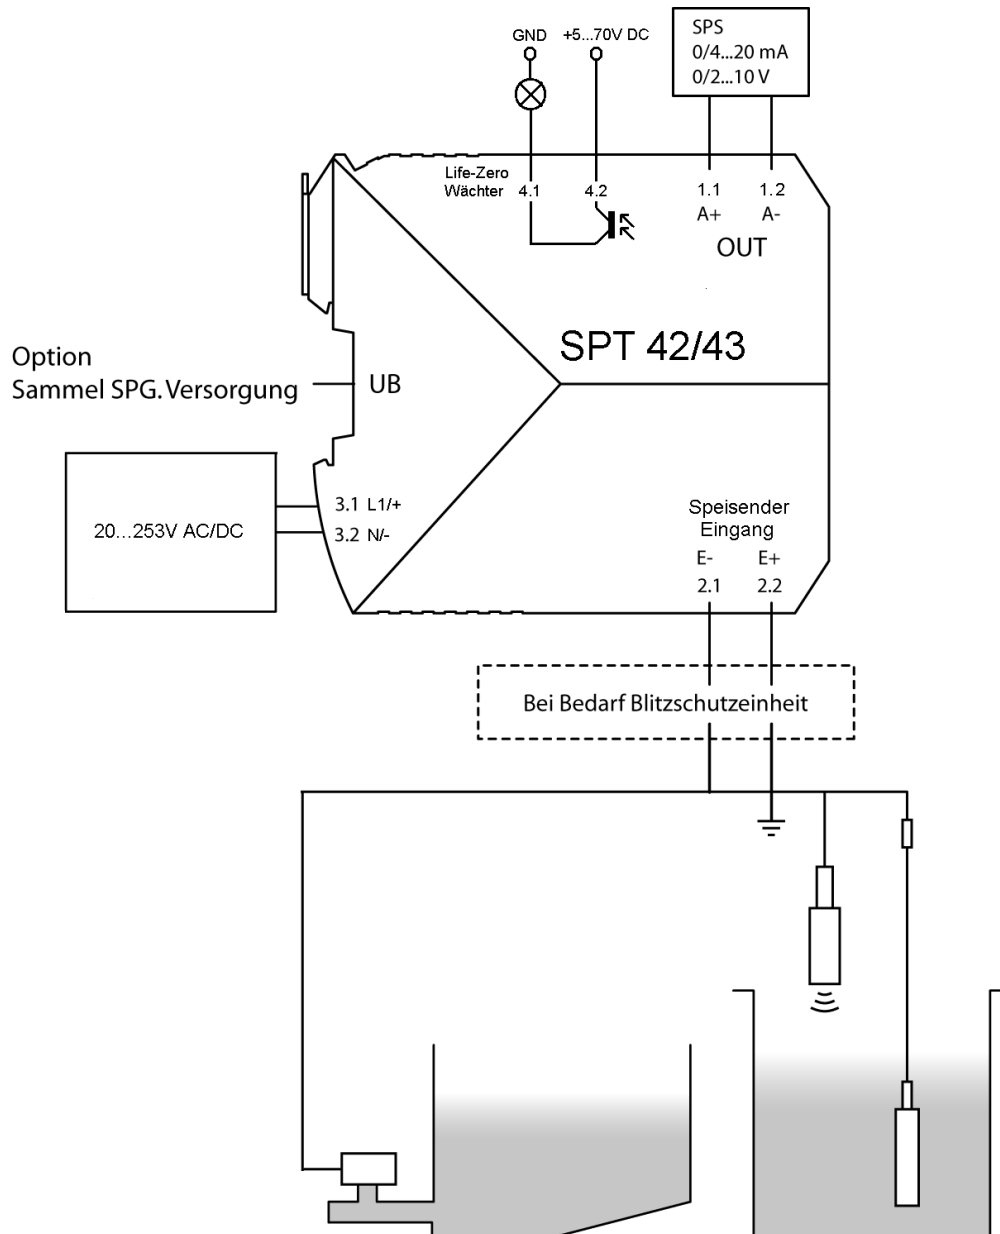 GND
+5...70V DC
SPS
0/4...20 mA
0/2...10 V
Life-Zero
Wächter
4.1
4.2
1.1
1.2
A+
A-
OUT
SPT 42/43
Option
Sammel SPG. Versorgung
UB
20...253V AC/DC
3.1 L1/+
3.2 N/-
Speisender
Eingang
E-
E+
2.1
2.2
Bei Bedarf Blitzschutzeinheit